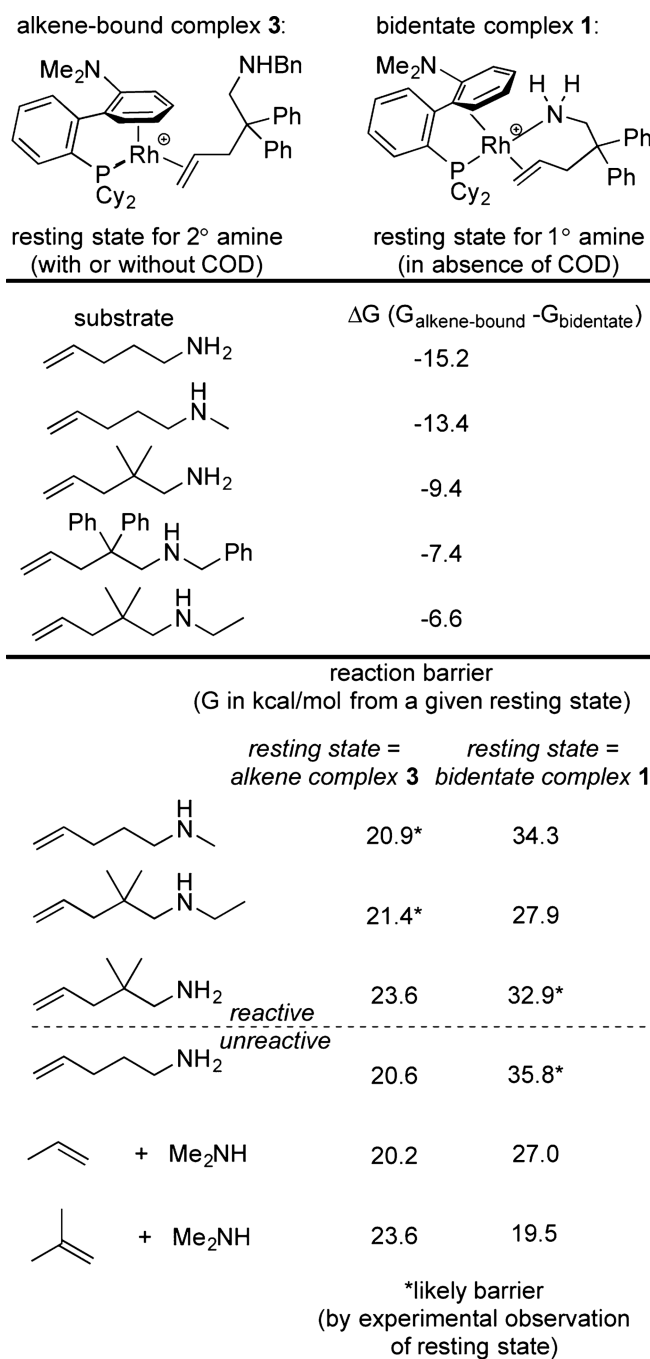 alkene-bound complex 3: bidentate complex 1:
NHBn
Me2N Me2N H H
N
Ph Ph
Rh ⊕ Rh ⊕
Ph Ph
P P
Cy2 Cy2
resting state for 2° amine resting state for 1° amine
(with or without COD) (in absence of COD)
substrate ΔG (Galkene-bound -Gbidentate)
NH2 -15.2
H
N -13.4
NH2 -9.4
Ph Ph H
N Ph -7.4
H
N -6.6
reaction barrier
(G in kcal/mol from a given resting state)
resting state = resting state =
alkene complex 3 bidentate complex 1
H
N 20.9* 34.3
H
N 21.4* 27.9
NH2 23.6 32.9*
reactive
unreactive
NH2 20.6 35.8*
+ Me2NH 20.2 27.0
+ Me2NH 23.6 19.5
*likely barrier
(by experimental observation
of resting state)